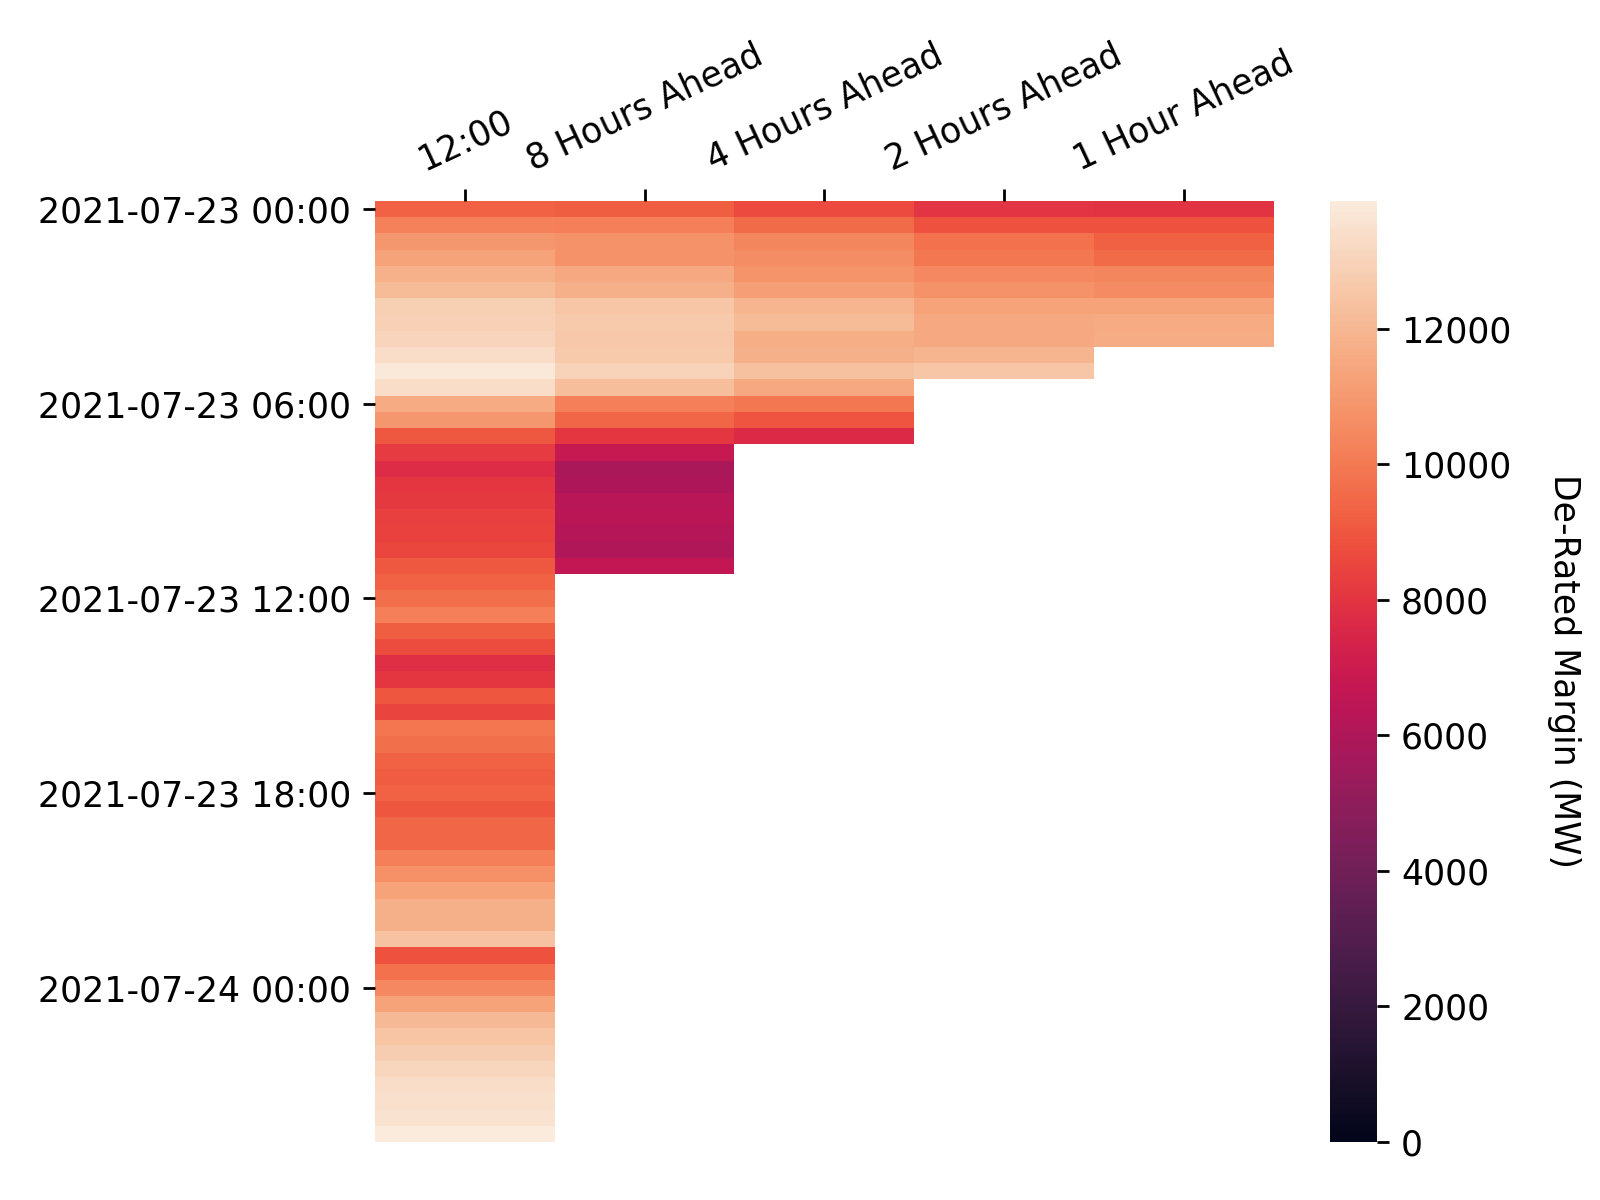 12:00
8 Hours Ahead
4 Hours Ahead
2 Hours Ahead
1 Hour Ahead
2021-07-23 00:00
2021-07-23 06:00
2021-07-23 12:00
2021-07-23 18:00
2021-07-24 00:00
12000
10000
8000
6000
4000
2000
0
De-Rated Margin (MW)